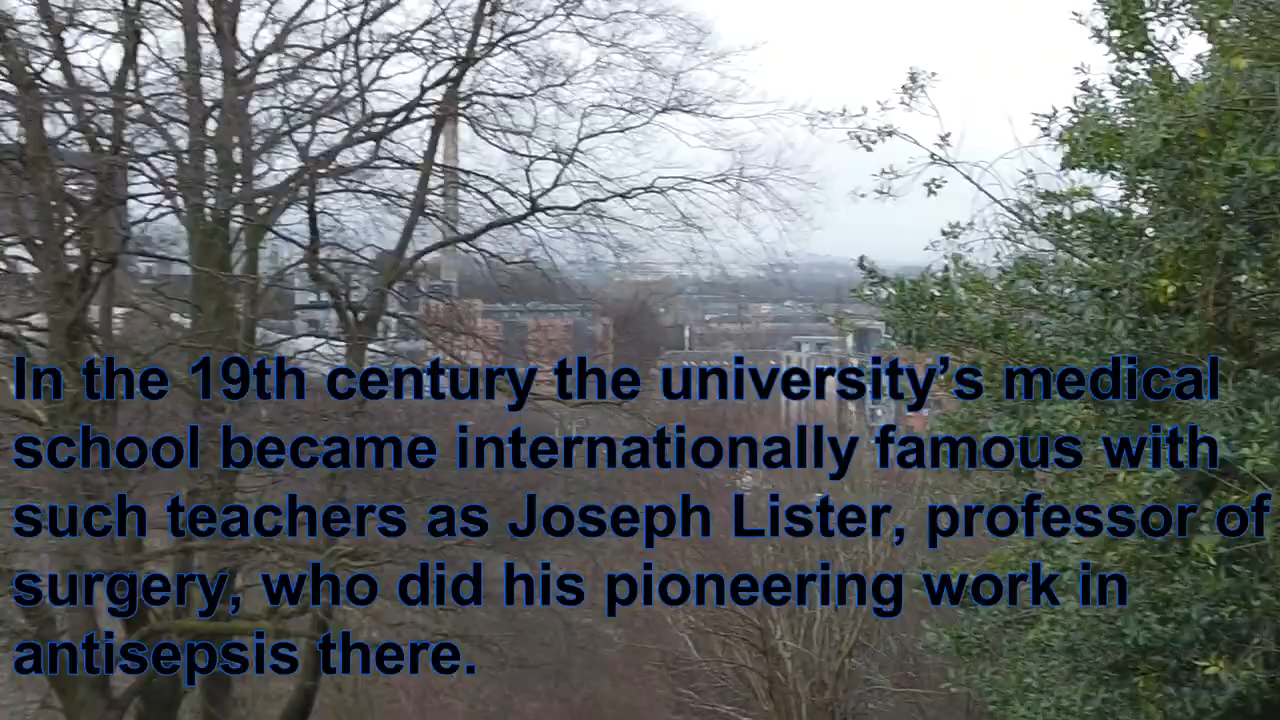 In the 19th century the university’s medical
school became internationally famous with
such teachers as Joseph Lister, professor of
surgery, who did his pioneering work in
antisepsis there.